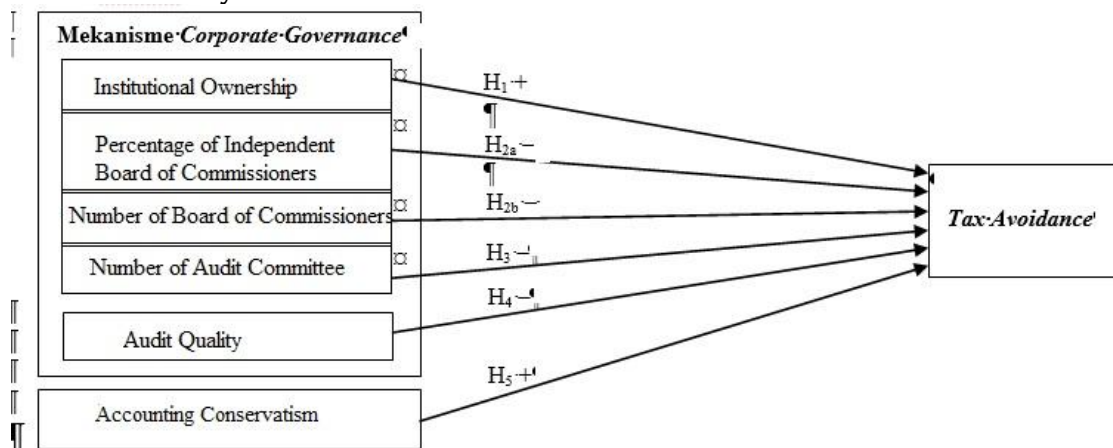 Mekanisme·Corporate·Governance
Institutional Ownership
H1·+
¶
Percentage of Independent
Board of Commissioners
H2a·–
¶
Number of Board of Commissioners
H2b·–
Tax·Avoidance
Number of Audit Committee
H3·–
H4·–
Audit Quality
H5·+
Accounting Conservatism